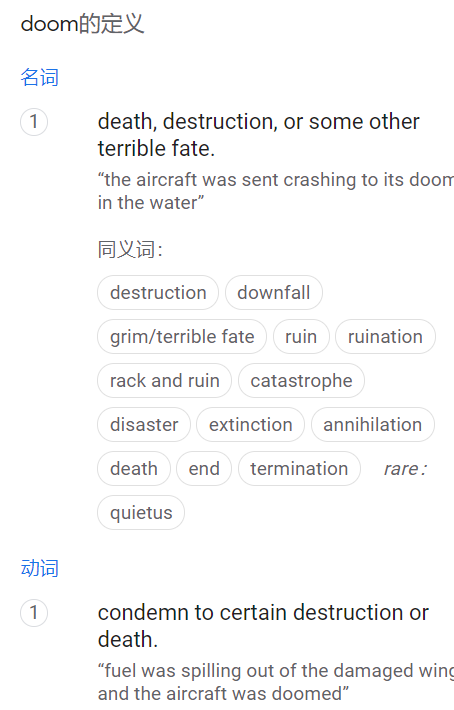 doom的定义
名词
1 death, destruction, or some other
terrible fate.
“the aircraft was sent crashing to its doom
in the water”
同义词：
destruction downfall
grim/terrible fate ruin ruination
rack and ruin catastrophe
disaster extinction annihilation
death end termination rare：
quietus
动词
1 condemn to certain destruction or
death.
“fuel was spilling out of the damaged wing
and the aircraft was doomed”